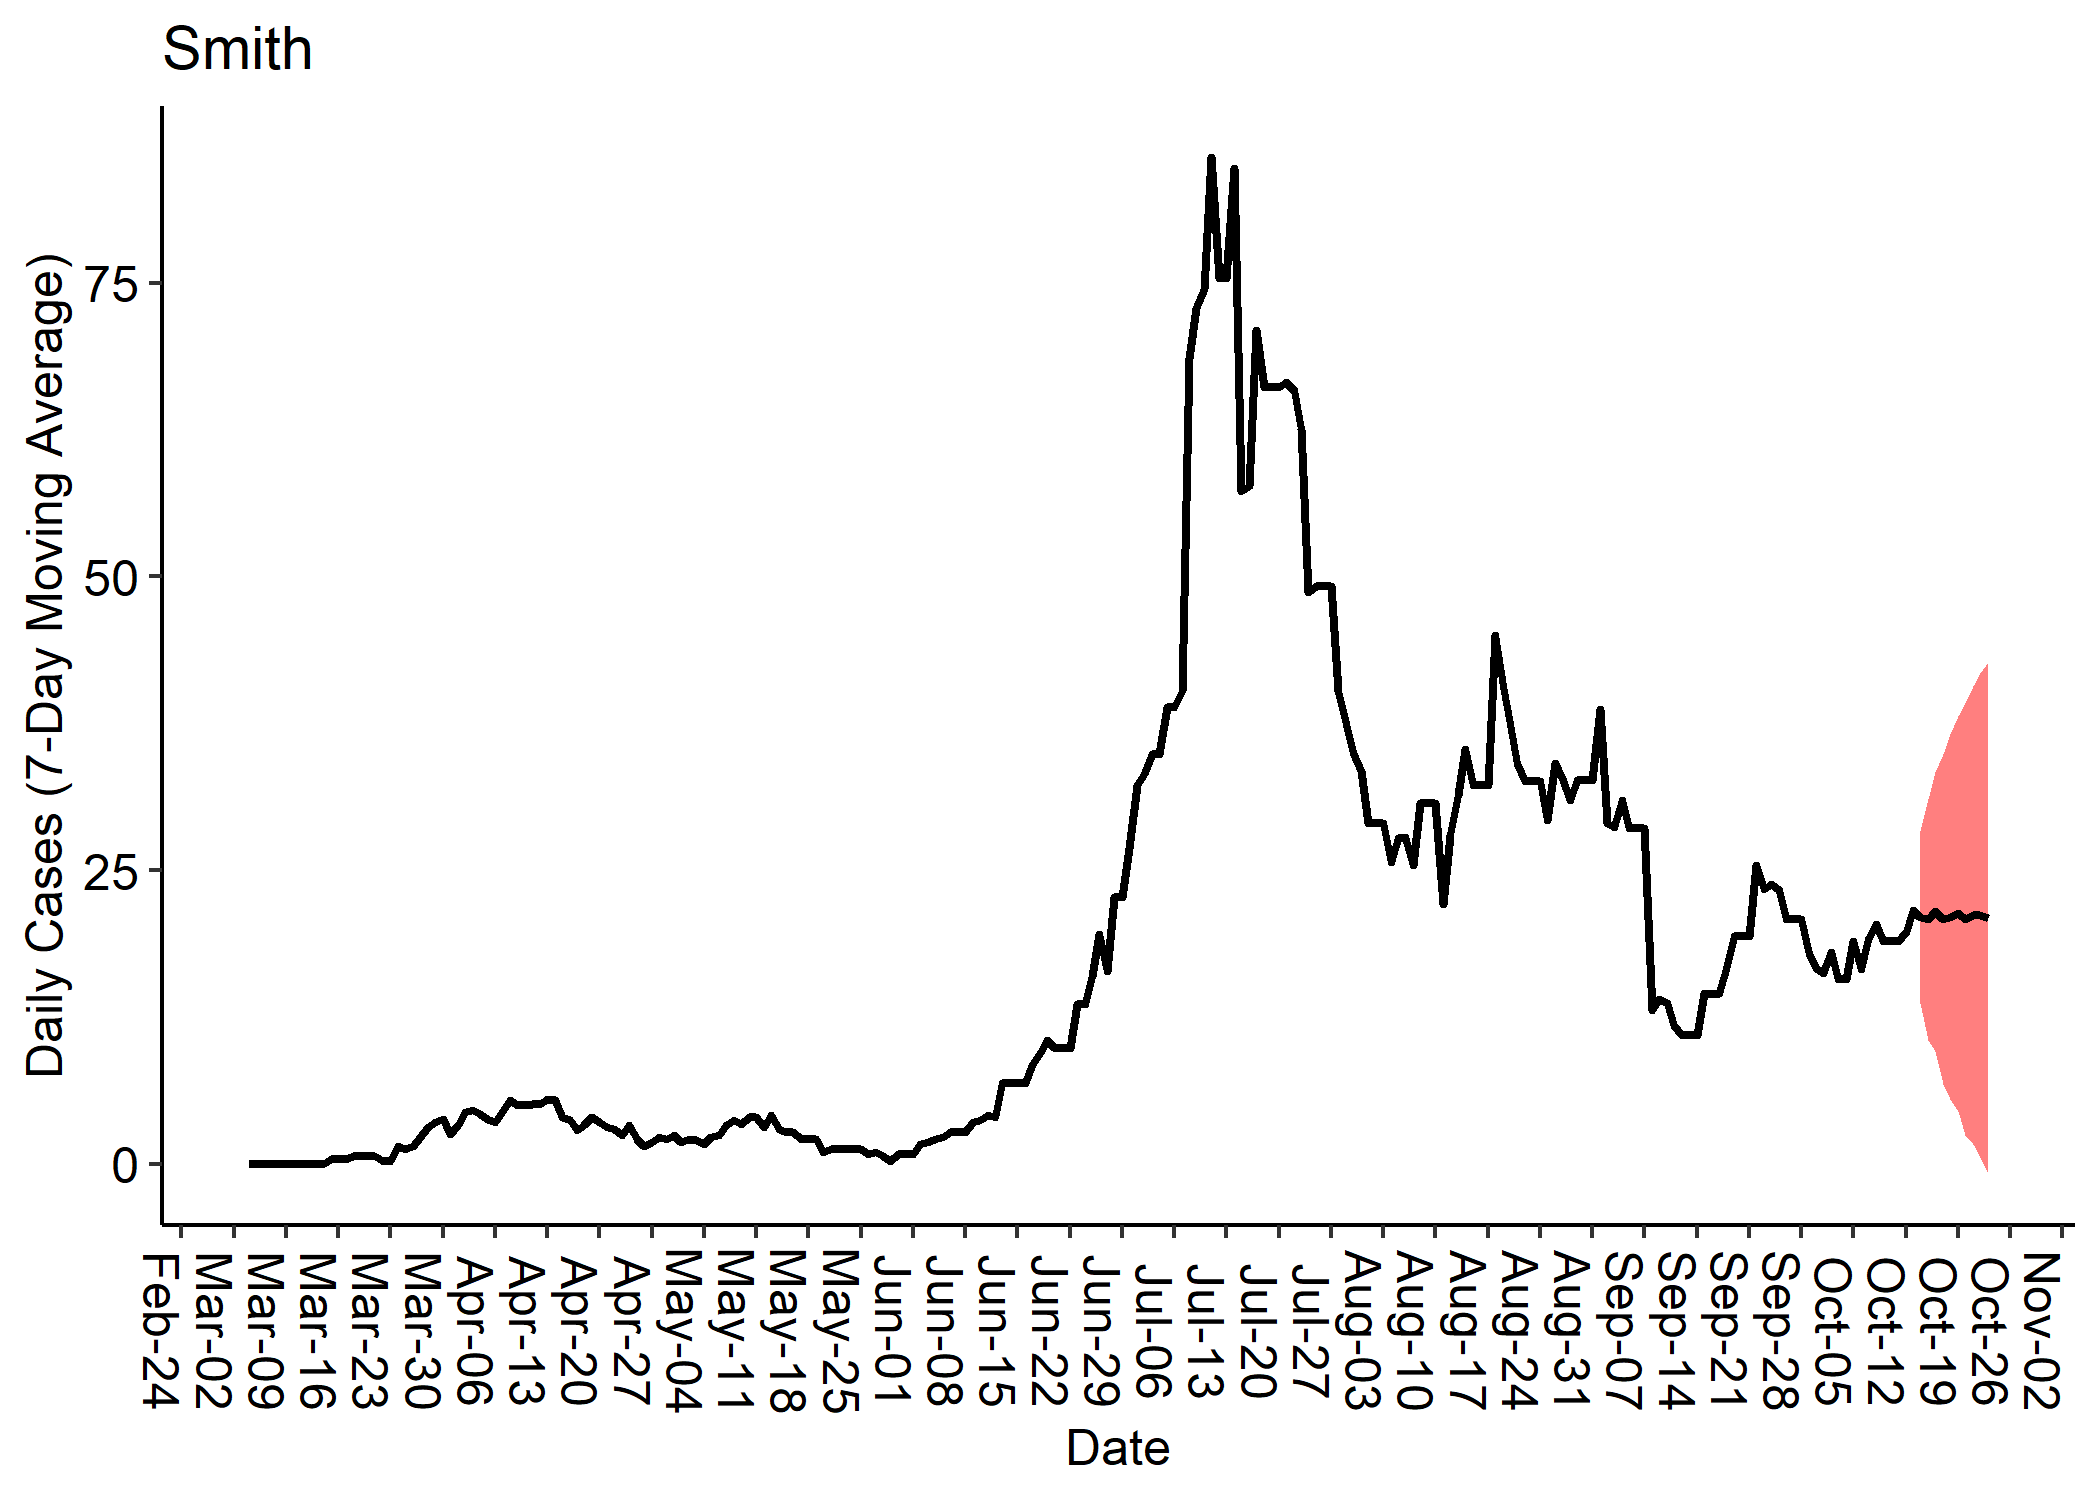 Smith
Daily Cases (7-Day Moving Average)
75
50
25
0
Feb-24
Mar-02
Mar-09
Mar-16
Mar-23
Mar-30
Apr-06
Apr-13
Apr-20
Apr-27
May-04
May-11
May-18
May-25
Jun-01
Jun-08
Jun-15
Jun-22
Jun-29
Jul-06
Jul-13
Jul-20
Jul-27
Aug-03
Aug-10
Aug-17
Aug-24
Aug-31
Sep-07
Sep-14
Sep-21
Sep-28
Oct-05
Oct-12
Oct-19
Oct-26
Nov-02
Date